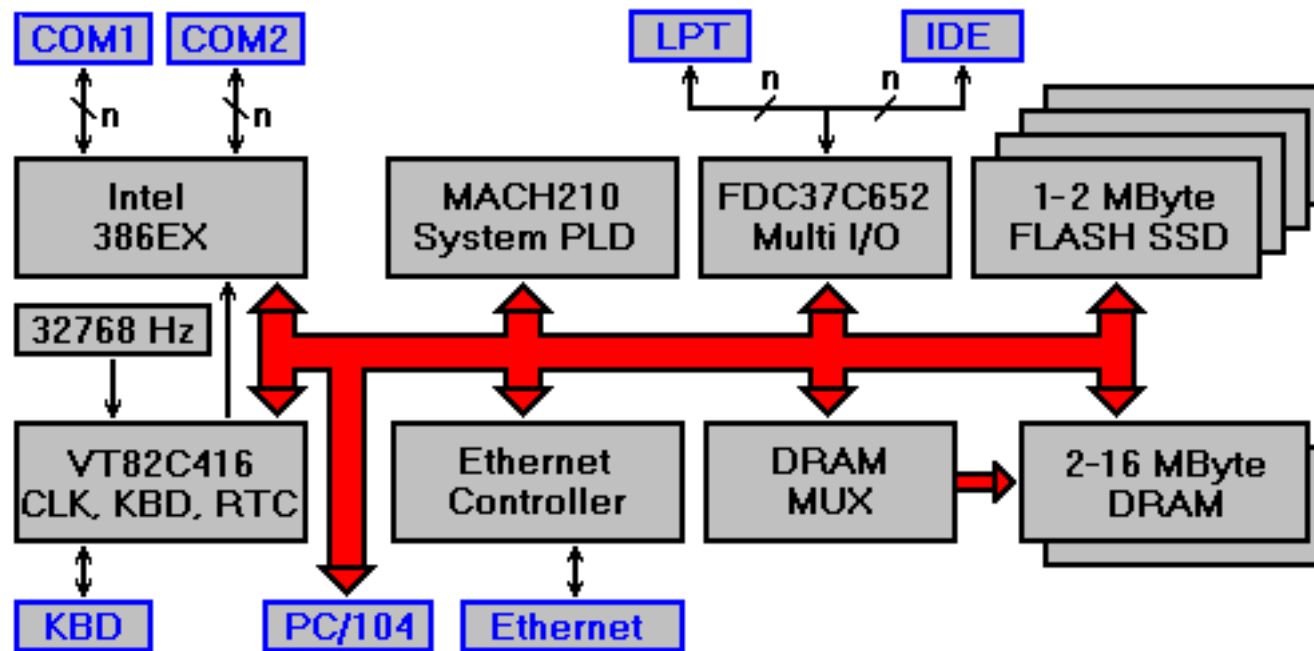 COM1
COM2
LPT
IDE
n
n
n
n
Intel
386EX
MACH210
System PLD
FDC37C652
Multi I/O
1-2 MByte
FLASH SSD
32768 Hz
VT82C416
CLK, KBD, RTC
Ethernet
Controller
DRAM
MUX
2-16 MByte
DRAM
KBD
PC/104
Ethernet